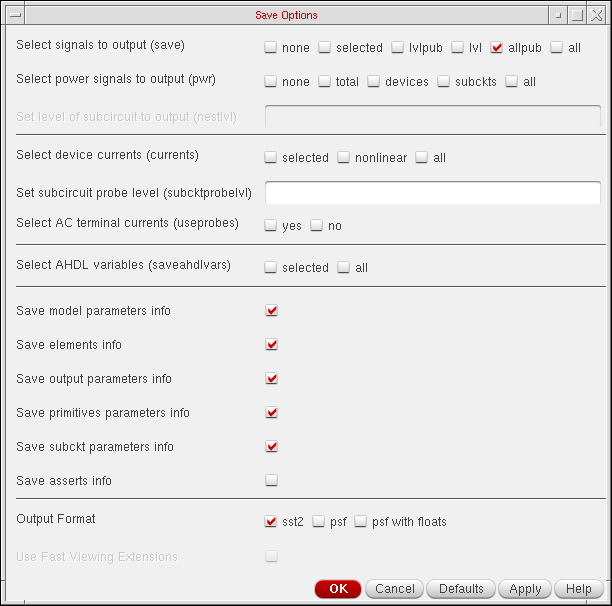 Save Options
Select signals to output (save) none selected lvlpub lvl allpub all
Select power signals to output (pwr) none total devices subckts all
Set level of subcircuit to output (nestlvl)
Select device currents (currents) selected nonlinear all
Set subcircuit probe level (subcktprobelvl)
Select AC terminal currents (useprobes) yes no
Select AHDL variables (saveahdlvars) selected all
Save model parameters info
Save elements info
Save output parameters info
Save primitives parameters info
Save subckt parameters info
Save asserts info
Output Format sst2 psf psf with floats
Use Fast Viewing Extensions
OK Cancel Defaults Apply Help